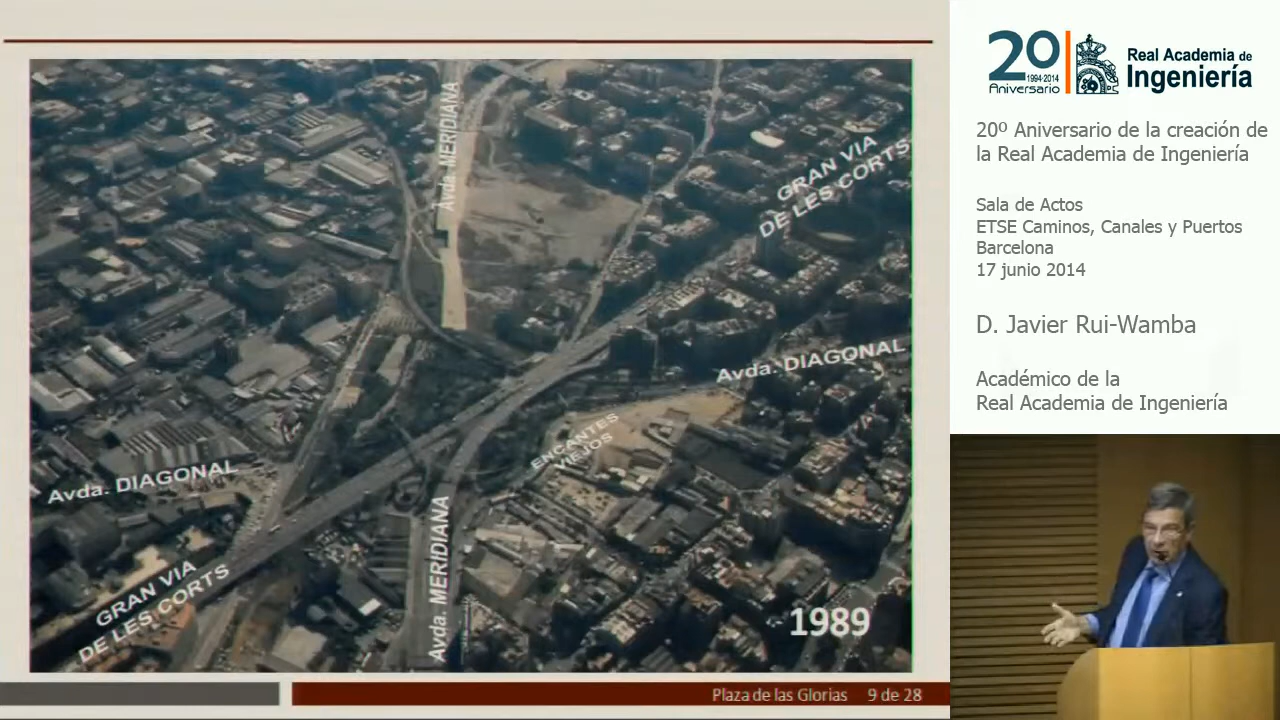 Avda. MERIDIANA
GRAN VIA
DE LES CORTS
Avda. DIAGONAL
ENCANTES
VIEJOS
Avda. DIAGONAL
GRAN VIA
DE LES CORTS
Avda. MERIDIANA
1989
Plaza de las Glorias 9 de 28
20
1994-2014
Aniversario
Real Academia de
Ingeniería
20º Aniversario de la creación de
la Real Academia de Ingeniería
Sala de Actos
ETSE Caminos, Canales y Puertos
Barcelona
17 junio 2014
D. Javier Rui-Wamba
Académico de la
Real Academia de Ingeniería